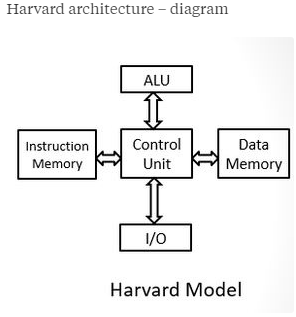 Harvard architecture – diagram
ALU
Instruction
Memory
Control
Unit
Data
Memory
I/O
Harvard Model